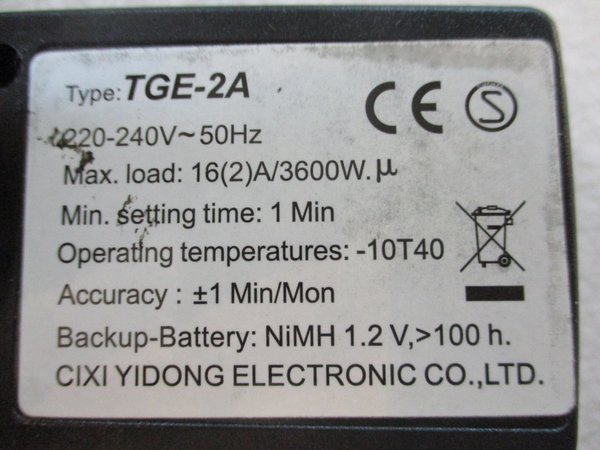 Type: TGE-2A
CE S
220-240V~50Hz
Max. load: 16(2)A/3600W.μ
Min. setting time: 1 Min
Operating temperatures: -10T40
Accuracy : ±1 Min/Mon
Backup-Battery: NiMH 1.2 V,>100 h.
CIXI YIDONG ELECTRONIC CO.,LTD.